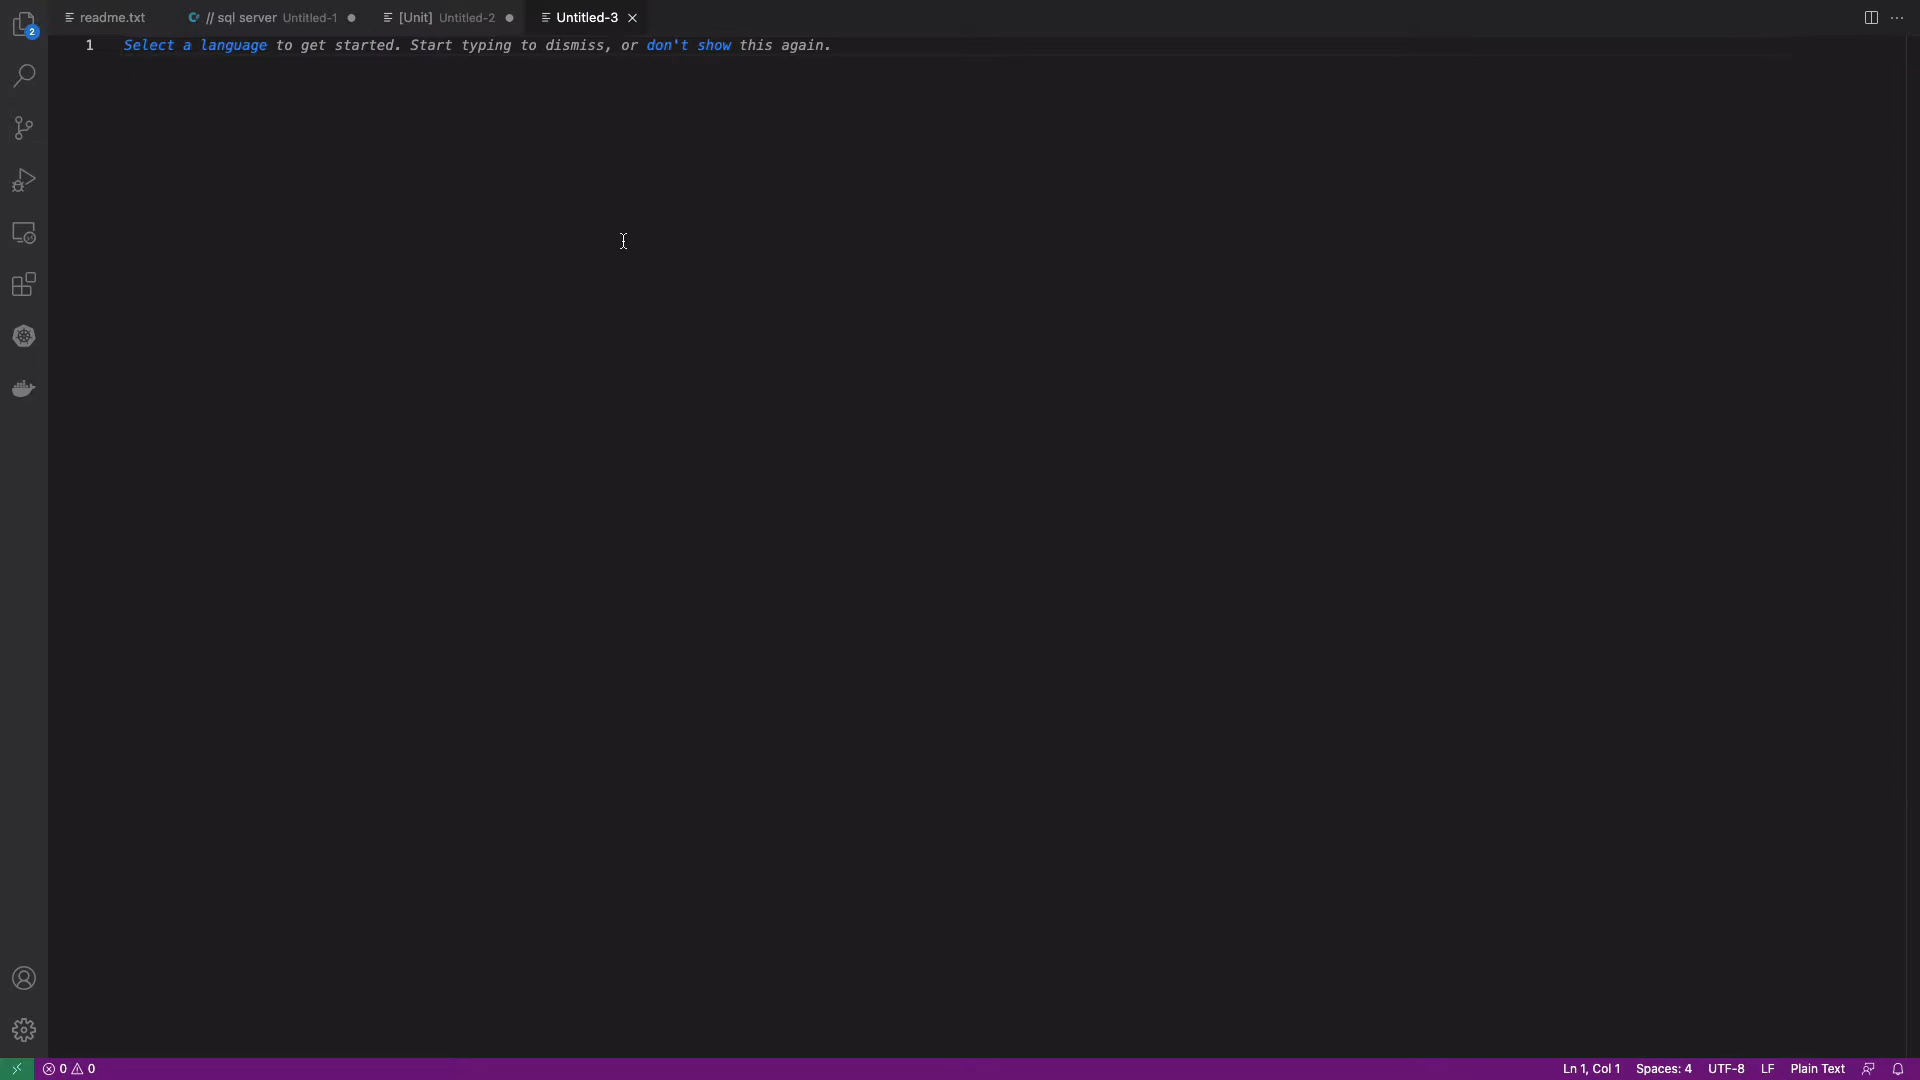 readme.txt
// sql server Untitled-1
[Unit] Untitled-2
Untitled-3
2
1 Select a language to get started. Start typing to dismiss, or don't show this again.
0 0
Ln 1, Col 1
Spaces: 4
UTF-8
LF
Plain Text